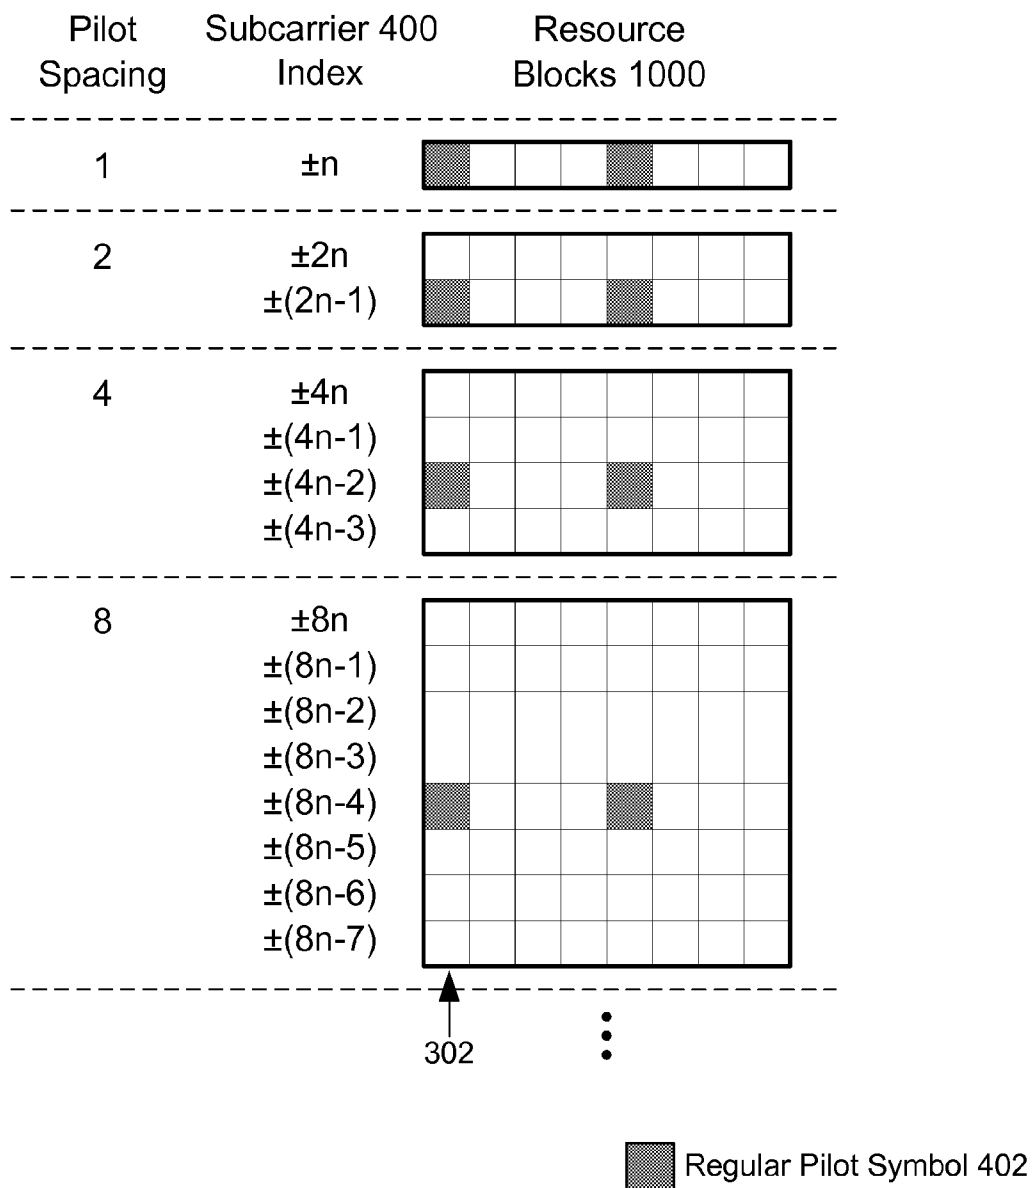 Pilot Spacing
Subcarrier 400 Index
Resource Blocks 1000
1 ±n
2 ±2n
±(2n-1)
4 ±4n
±(4n-1)
±(4n-2)
±(4n-3)
8 ±8n
±(8n-1)
±(8n-2)
±(8n-3)
±(8n-4)
±(8n-5)
±(8n-6)
±(8n-7)
302
Regular Pilot Symbol 402